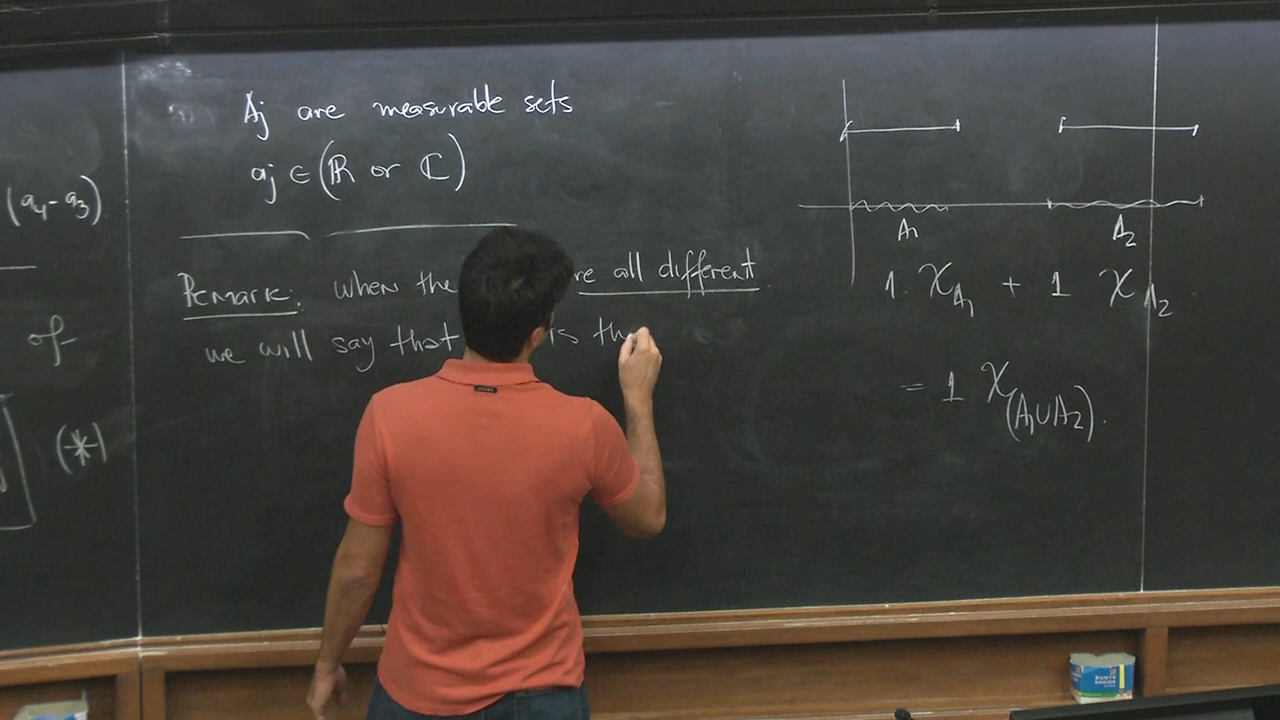 (a₄-a₃)
of
(*)
Aj are measurable sets
aj ∈ (ℝ or ℂ)
Remark: when the re all different
we will say that is th
A₁ A₂
1. χ_A₁ + 1 χ_A₂
= 1 χ_(A₁∪A₂).